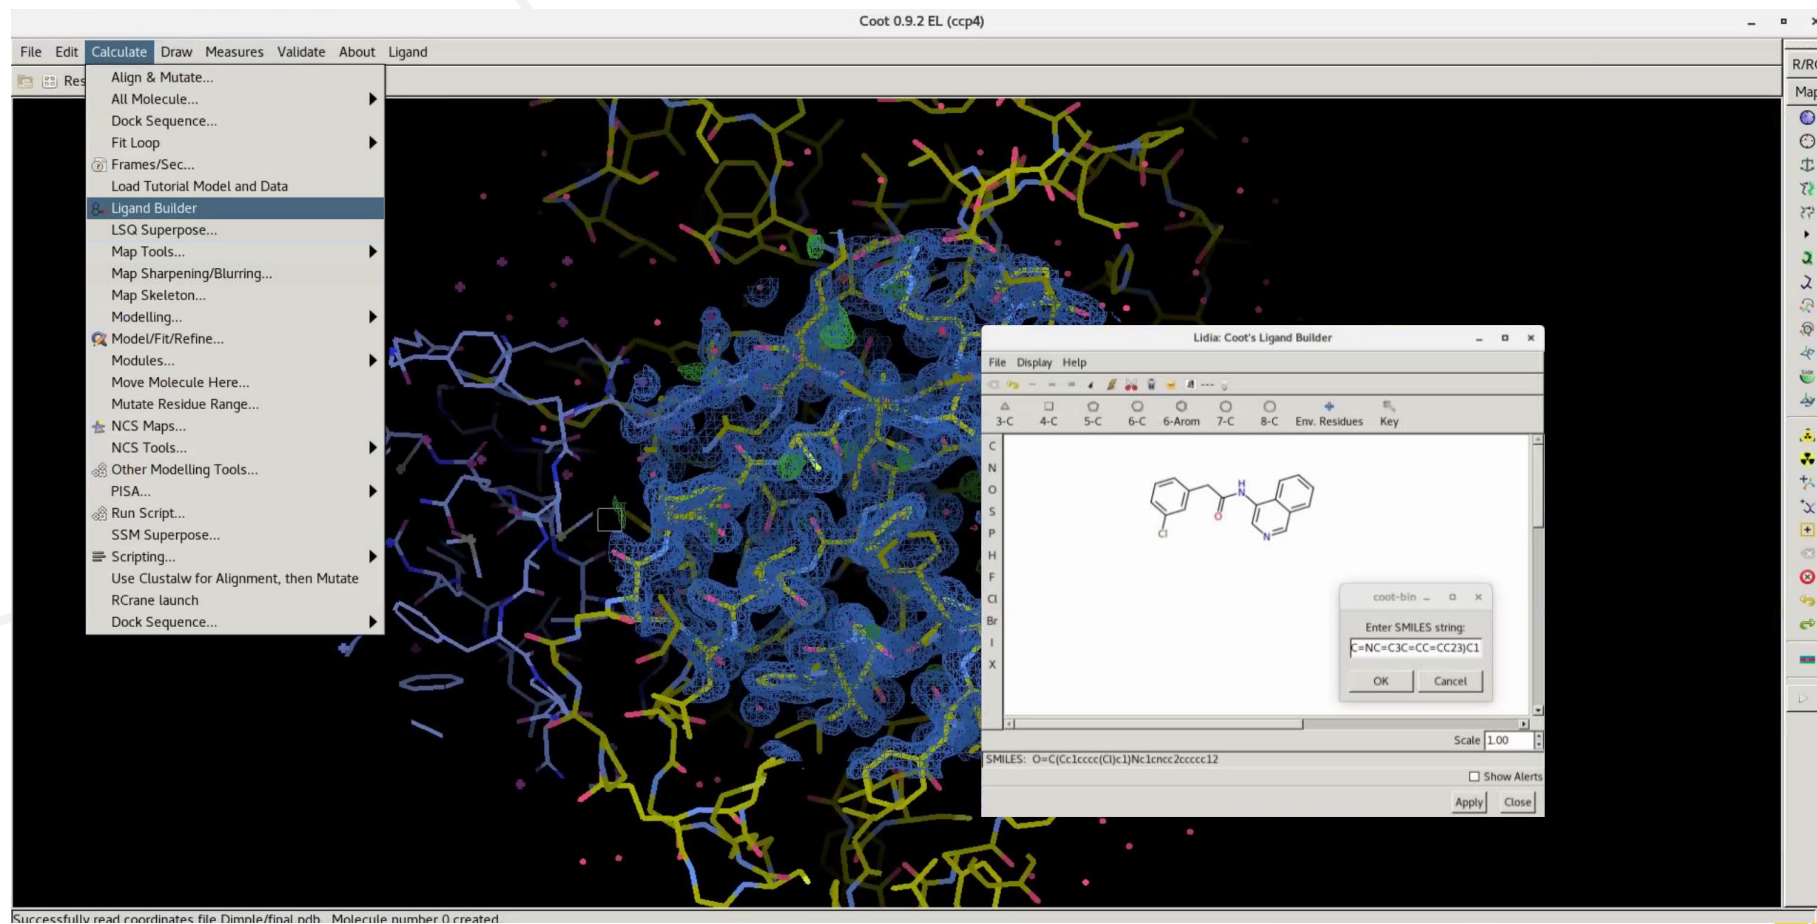 Coot 0.9.2 EL (ccp4)
File Edit Calculate Draw Measures Validate About Ligand
Res
R/RC
Map
Align & Mutate...
All Molecule...
Dock Sequence...
Fit Loop
Frames/Sec...
Load Tutorial Model and Data
Ligand Builder
LSQ Superpose...
Map Tools...
Map Sharpening/Blurring...
Map Skeleton...
Modelling...
Model/Fit/Refine...
Modules...
Move Molecule Here...
Mutate Residue Range...
NCS Maps...
NCS Tools...
Other Modelling Tools...
PISA...
Run Script...
SSM Superpose...
Scripting...
Use Clustalw for Alignment, then Mutate
RCrane launch
Dock Sequence...
Lidia: Coot's Ligand Builder
File Display Help
3-C 4-C 5-C 6-C 6-Arom 7-C 8-C Env. Residues Key
C
N
O
S
P
H
F
Cl
Br
I
X
H
N
O
Cl
N
coot-bin
Enter SMILES string:
C=NC=C3C=CC=CC23)C1
OK Cancel
Scale 1.00
SMILES: O=C(Cc1cccc(Cl)c1)Nc1cncc2ccccc12
Show Alerts
Apply Close
Successfully read coordinates file Dimple/final.pdb. Molecule number 0 created.